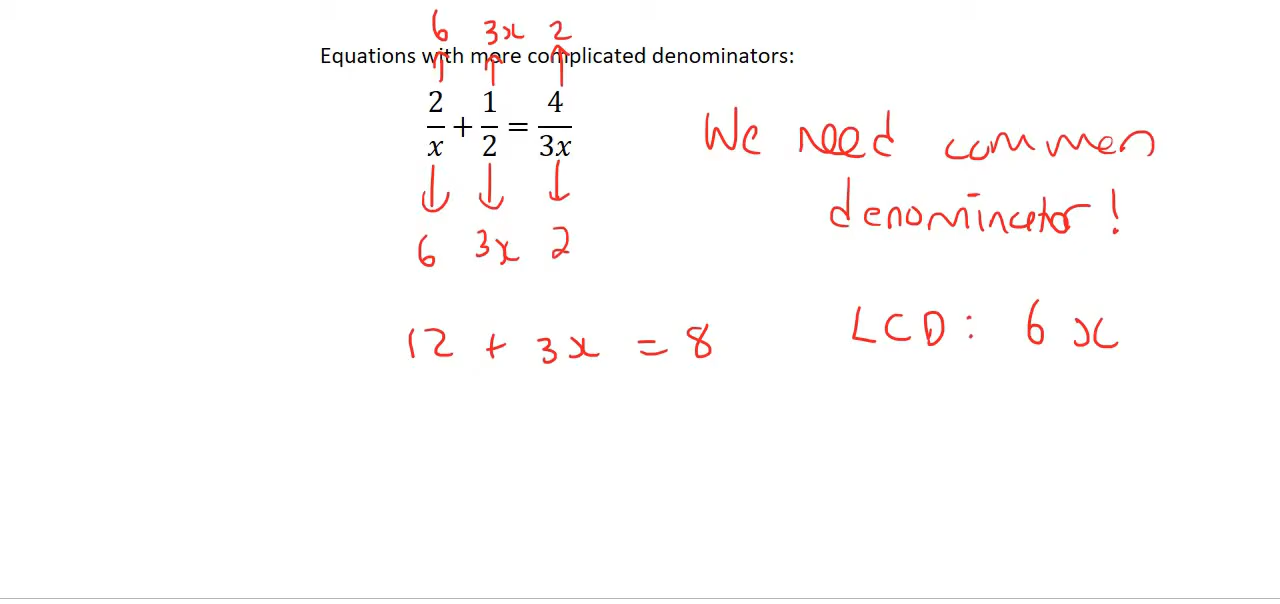 6 3x 2
Equations with more complicated denominators:
2/x + 1/2 = 4/3x
We need common
denominator!
6 3x 2
LCD: 6x
12 + 3x = 8